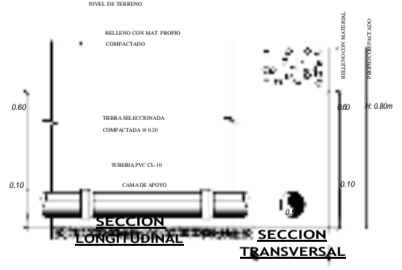 NIVEL DE TERRENO
RELLENO CON MAT. PROPIO
COMPACTADO
RELLENO CON MATERIAL
PROPIO COMPACTADO
0.60
TIERRA SELECCIONADA
COMPACTADA @ 0.20
0.60
H: 0.80m
TUBERIA PVC CL-10
0.10
CAMA DE APOYO
0.10
SECCION
LONGITUDINAL
SECCION
TRANSVERSAL